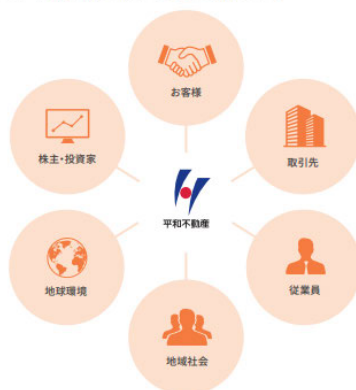 お客様
株主・投資家
取引先
平和不動産
地球環境
従業員
地域社会